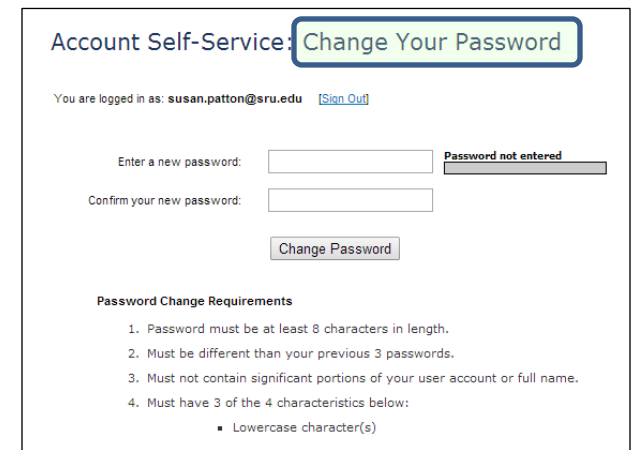 Account Self-Service: Change Your Password
You are logged in as: susan.patton@sru.edu [Sign Out]
Enter a new password:
Password not entered
Confirm your new password:
Change Password
Password Change Requirements
1. Password must be at least 8 characters in length.
2. Must be different than your previous 3 passwords.
3. Must not contain significant portions of your user account or full name.
4. Must have 3 of the 4 characteristics below:
▪ Lowercase character(s)